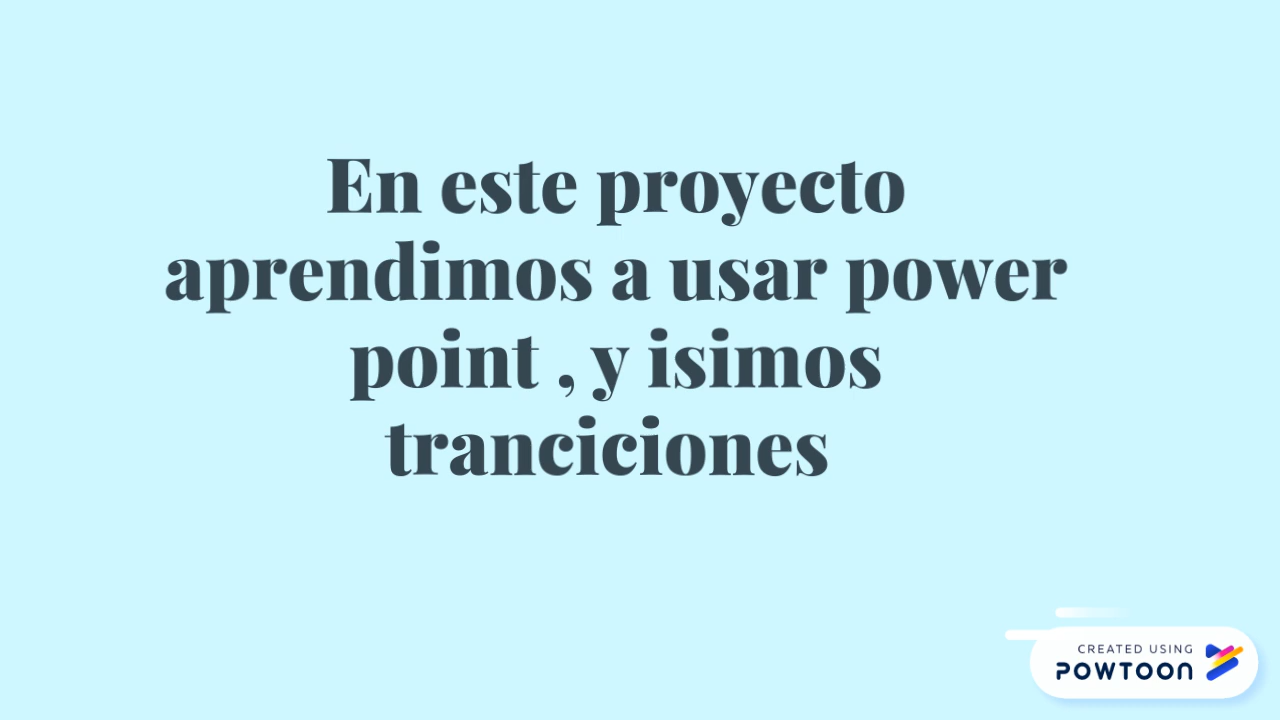 En este proyecto
aprendimos a usar power
point , y isimos
tranciciones
CREATED USING
POWTOON